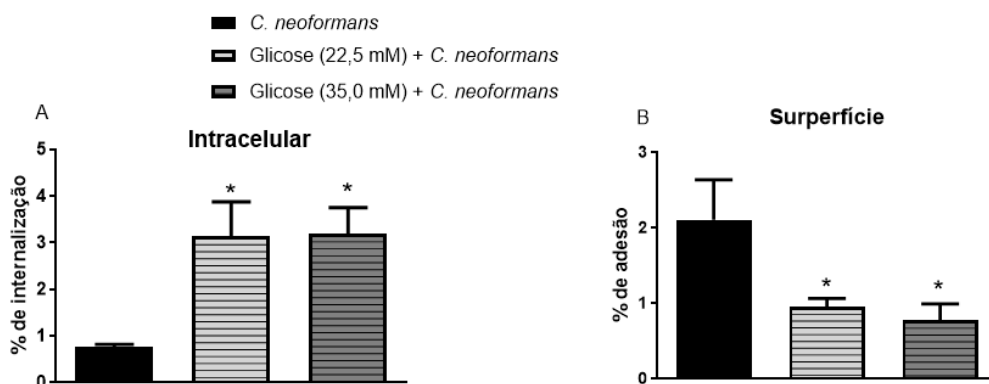 C. neoformans
Glicose (22,5 mM) + C. neoformans
Glicose (35,0 mM) + C. neoformans
A
Intracelular
% de internalização
5
4
3
2
1
0
*
*
B
Surperfície
% de adesão
3
2
1
0
*
*